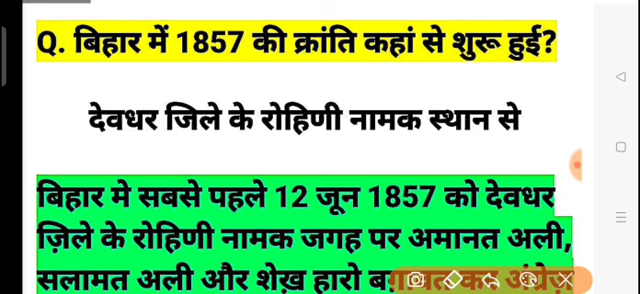 Q. बिहार में 1857 की क्रांति कहां से शुरू हुई?
देवधर जिले के रोहिणी नामक स्थान से
बिहार मे सबसे पहले 12 जून 1857 को देवधर
ज़िले के रोहिणी नामक जगह पर अमानत अली,
सलामत अली और शेख़ हारो